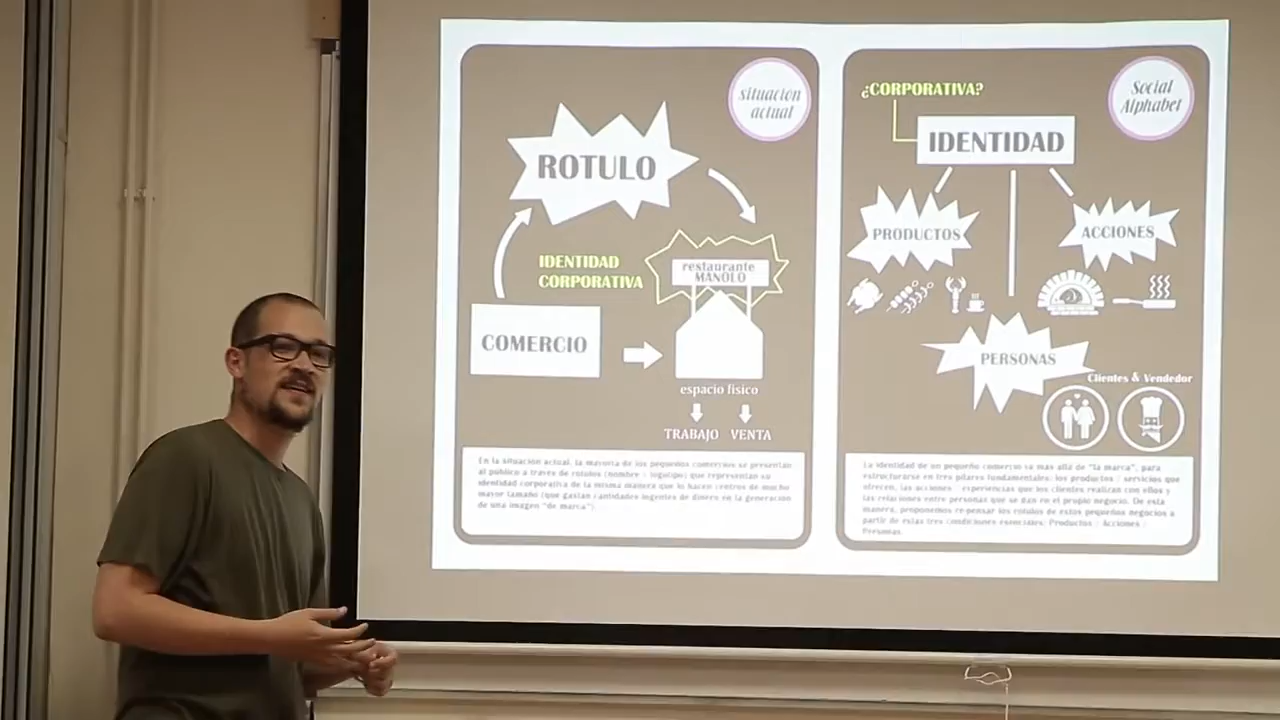 situación
actual
ROTULO
IDENTIDAD
CORPORATIVA
restaurante
MANOLO
COMERCIO
espacio físico
TRABAJO VENTA
En la situación actual, la mayoría de los pequeños comercios se presentan
al público a través de rótulos (nombre + logotipo) que representan su
identidad corporativa de la misma manera que lo hacen centros de mucho
mayor tamaño (que gastan cantidades ingentes de dinero en la generación
de una imagen "de marca").
Social
Alphabet
¿CORPORATIVA?
IDENTIDAD
PRODUCTOS
ACCIONES
PERSONAS
Clientes & Vendedor
La identidad de un pequeño comercio va más allá de "la marca", para
estructurarse en tres pilares fundamentales: los productos / servicios que
ofrecen, las acciones / experiencias que los clientes realizan con ellos y
las relaciones entre personas que se dan en el propio negocio. De esta
manera, proponemos re-pensar los rótulos de estos pequeños negocios a
partir de estas tres condiciones esenciales: Productos / Acciones /
Personas.